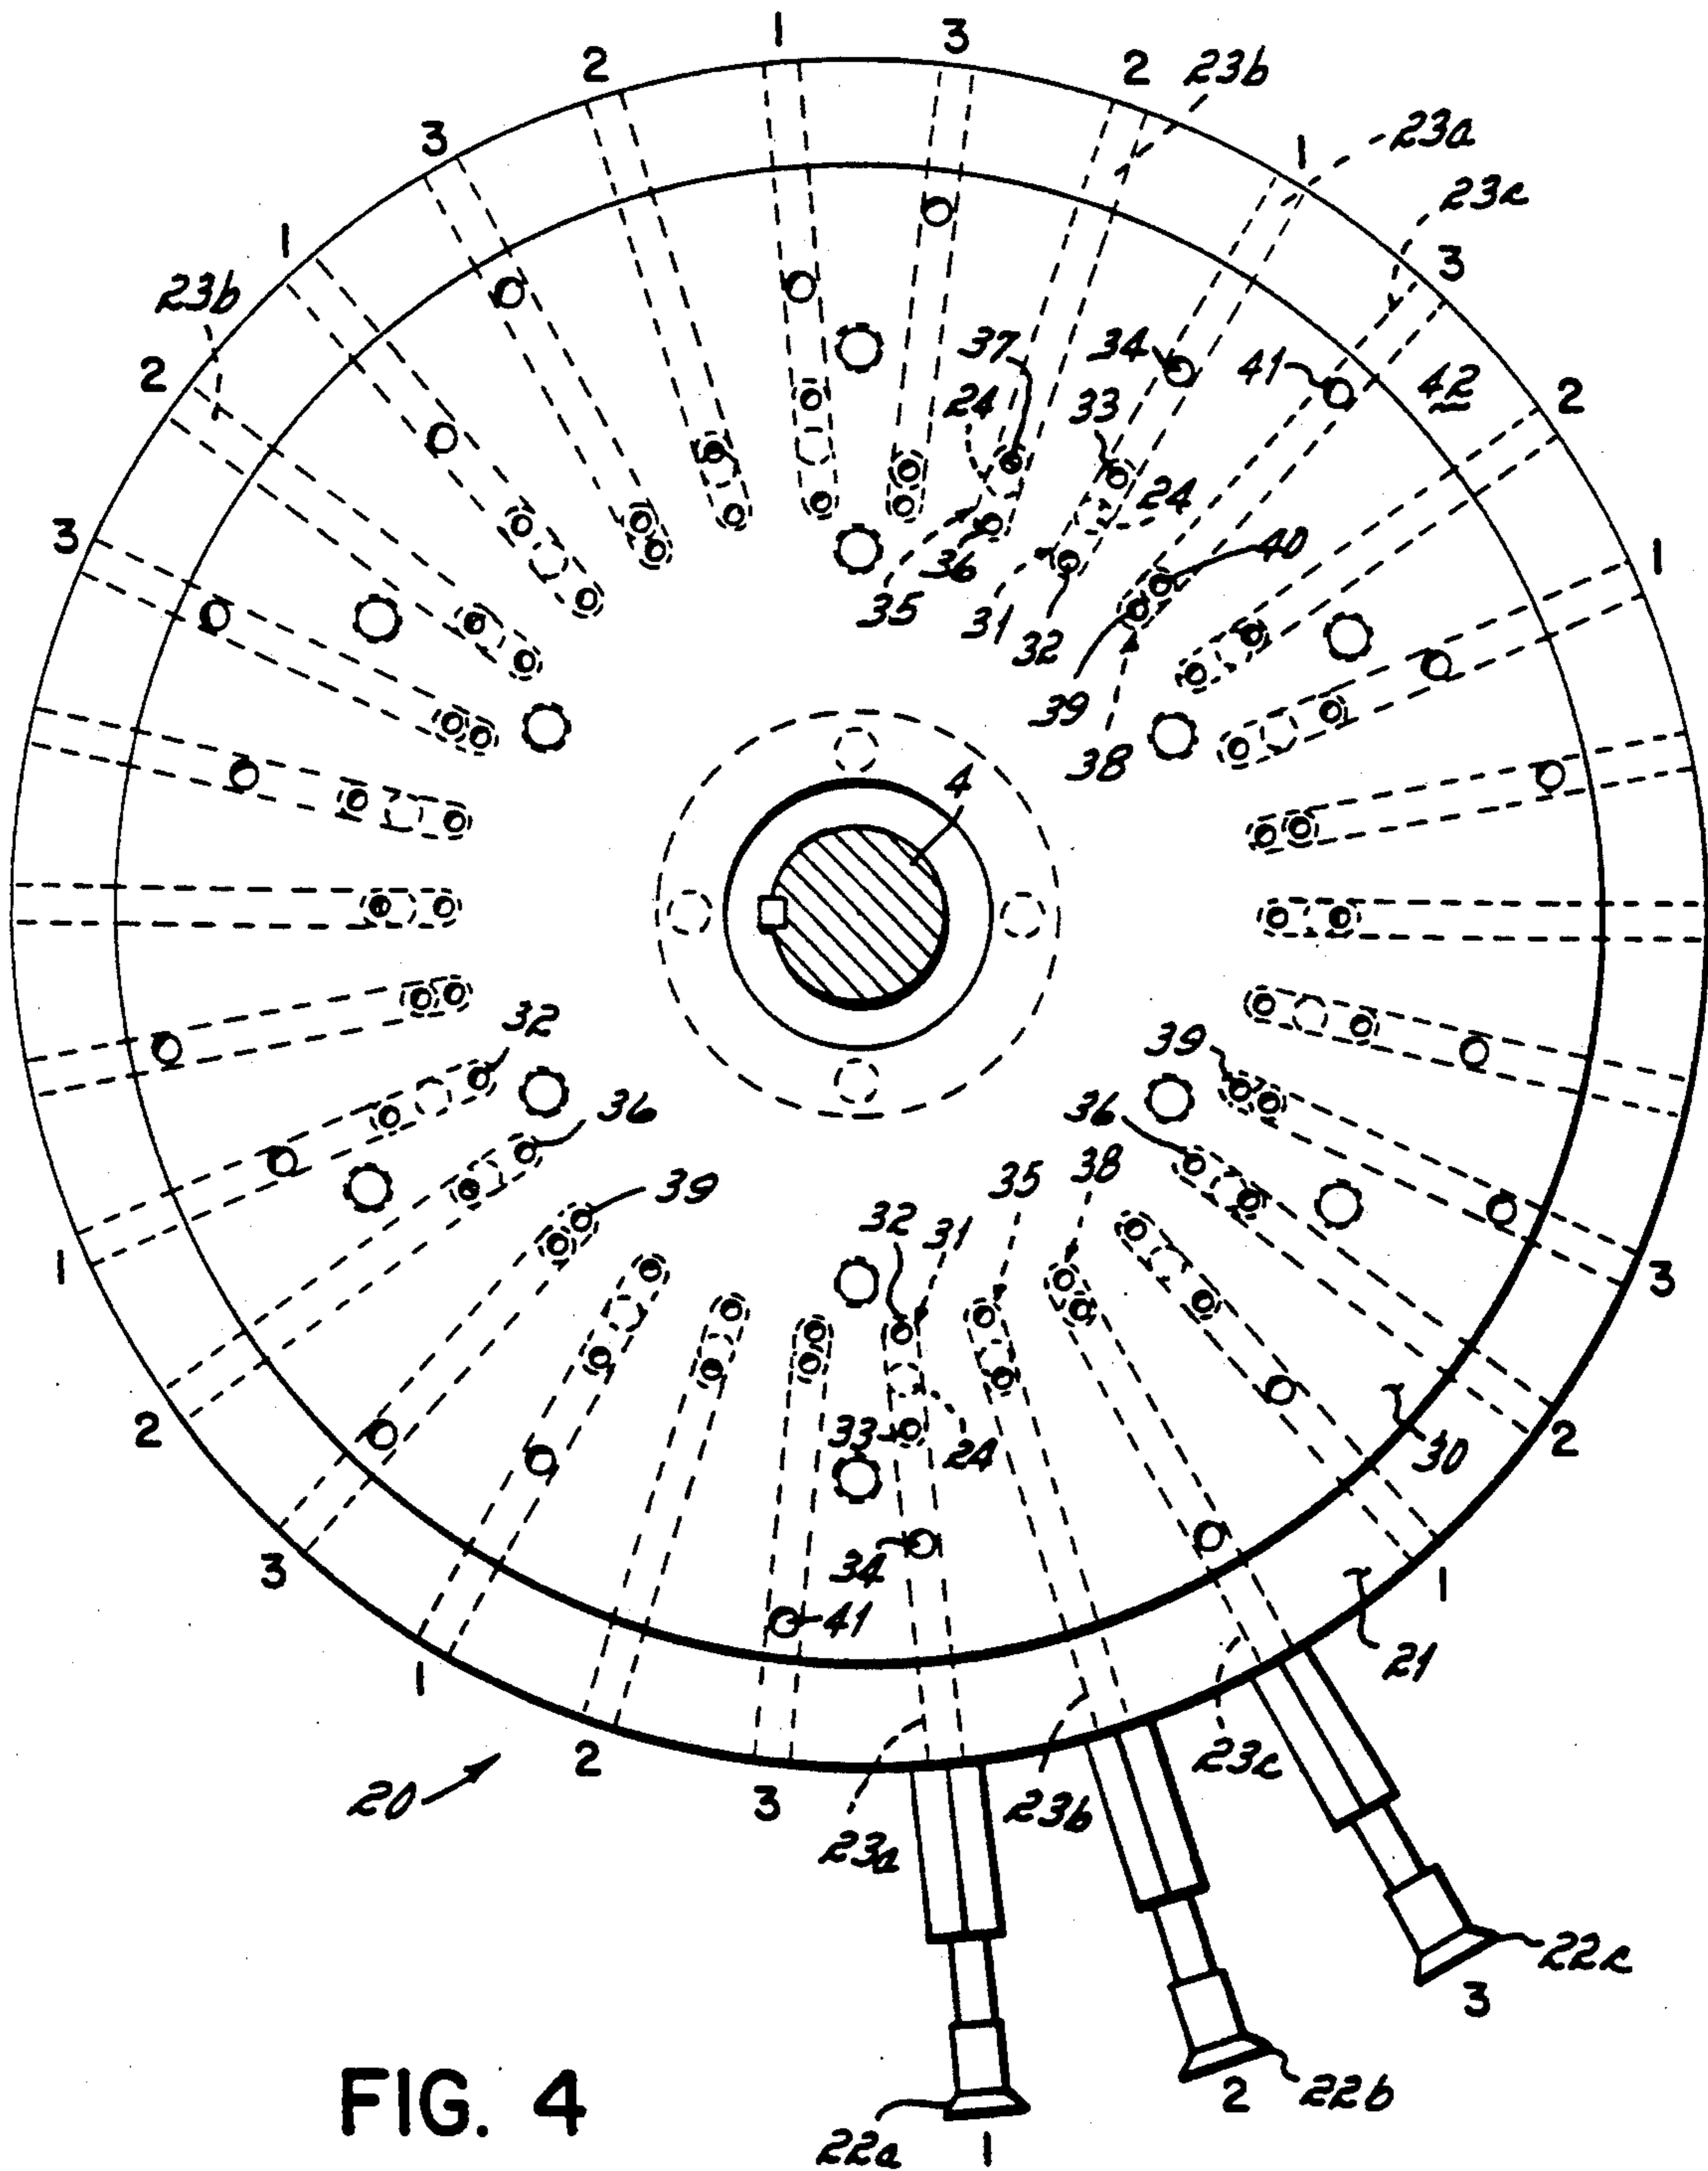 1 3
2 2 23b
3 1 23a
23c
1 3
23b 37 34 41 42
2 24 33 2
24
3 40 1
35 36 31 32
39
38
4
32 39
36 36
39 35 38
32 31
1 3
33 24 30
2 2
34
3 1
41
1 21
2 3 23c
20 23a 23b
22c
3
FIG. 4 2 22b
22a 1